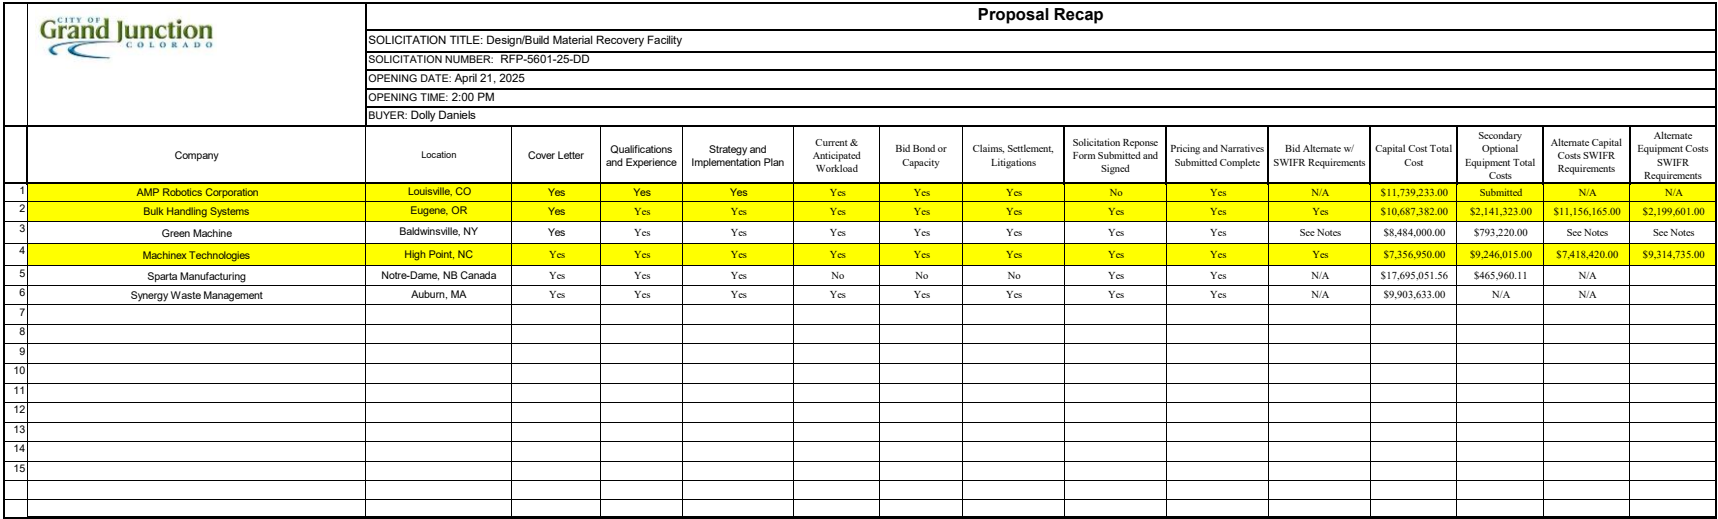 CITY OF
Grand Junction
COLORADO
Proposal Recap
SOLICITATION TITLE: Design/Build Material Recovery Facility
SOLICITATION NUMBER: RFP-5601-25-DD
OPENING DATE: April 21, 2025
OPENING TIME: 2:00 PM
BUYER: Dolly Daniels
Company
Location
Cover Letter
Qualifications
and Experience
Strategy and
Implementation Plan
Current &
Anticipated
Workload
Bid Bond or
Capacity
Claims, Settlement,
Litigations
Solicitation Reponse
Form Submitted and
Signed
Pricing and Narratives
Submitted Complete
Bid Alternate w/
SWIFR Requirements
Capital Cost Total
Cost
Secondary
Optional
Equipment Total
Costs
Alternate Capital
Costs SWIFR
Requirements
Alternate
Equipment Costs
SWIFR
Requirements
1 AMP Robotics Corporation Louisville, CO Yes Yes Yes Yes Yes Yes No Yes N/A $11,739,233.00 Submitted N/A N/A
2 Bulk Handling Systems Eugene, OR Yes Yes Yes Yes Yes Yes Yes Yes Yes $10,687,382.00 $2,141,323.00 $11,156,165.00 $2,199,601.00
3 Green Machine Baldwinsville, NY Yes Yes Yes Yes Yes Yes Yes Yes See Notes $8,484,000.00 $793,220.00 See Notes See Notes
4 Machinex Technologies High Point, NC Yes Yes Yes Yes Yes Yes Yes Yes Yes $7,356,950.00 $9,246,015.00 $7,418,420.00 $9,314,735.00
5 Sparta Manufacturing Notre-Dame, NB Canada Yes Yes Yes No No No Yes Yes N/A $17,695,051.56 $465,960.11 N/A
6 Synergy Waste Management Auburn, MA Yes Yes Yes Yes Yes Yes Yes Yes N/A $9,903,633.00 N/A N/A
7
8
9
10
11
12
13
14
15